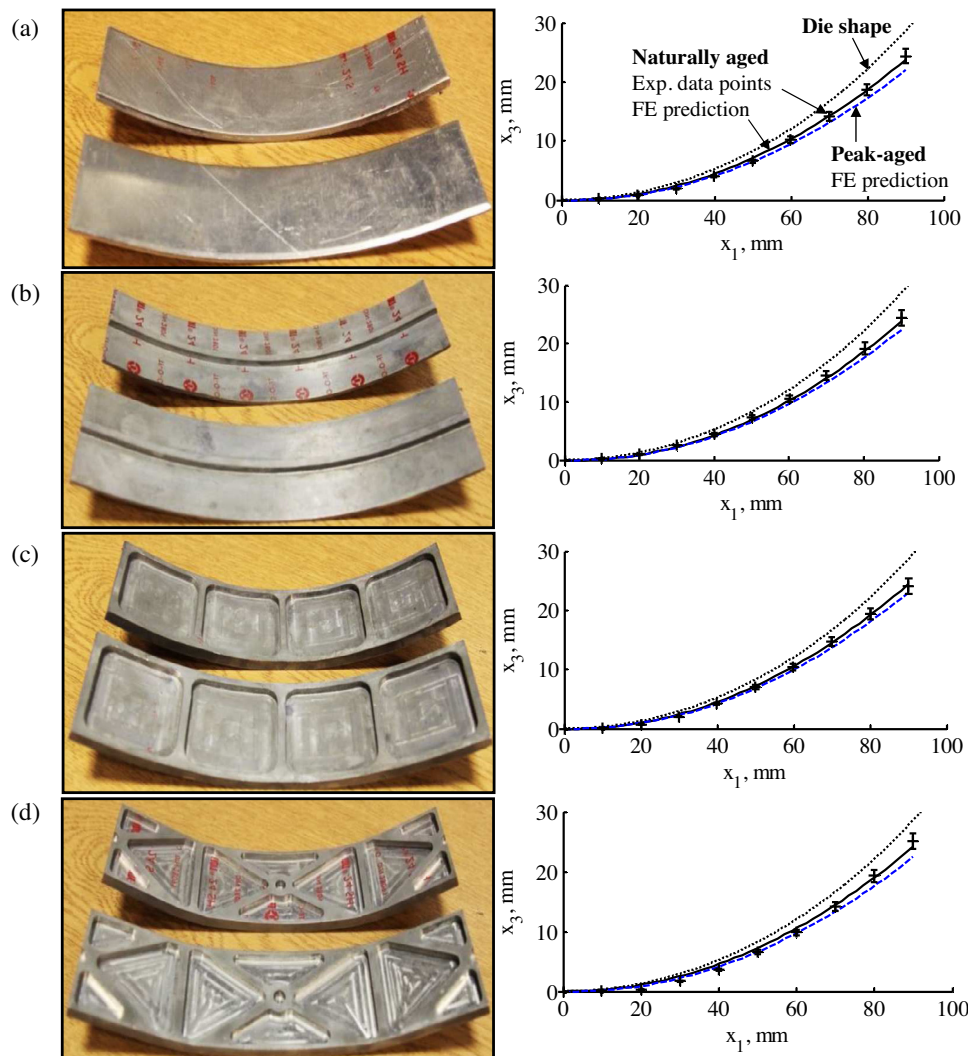 (a)
30
20
10
0
0 20 40 60 80 100
x3, mm
x1, mm
Die shape
Naturally aged
Exp. data points
FE prediction
Peak-aged
FE prediction
(b)
30
20
10
0
0 20 40 60 80 100
x3, mm
x1, mm
(c)
30
20
10
0
0 20 40 60 80 100
x3, mm
x1, mm
(d)
30
20
10
0
0 20 40 60 80 100
x3, mm
x1, mm